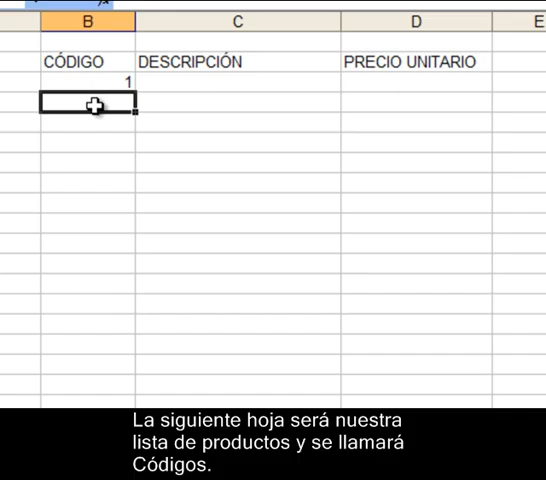 B C D E
CÓDIGO DESCRIPCIÓN PRECIO UNITARIO
1
La siguiente hoja será nuestra
lista de productos y se llamará
Códigos.